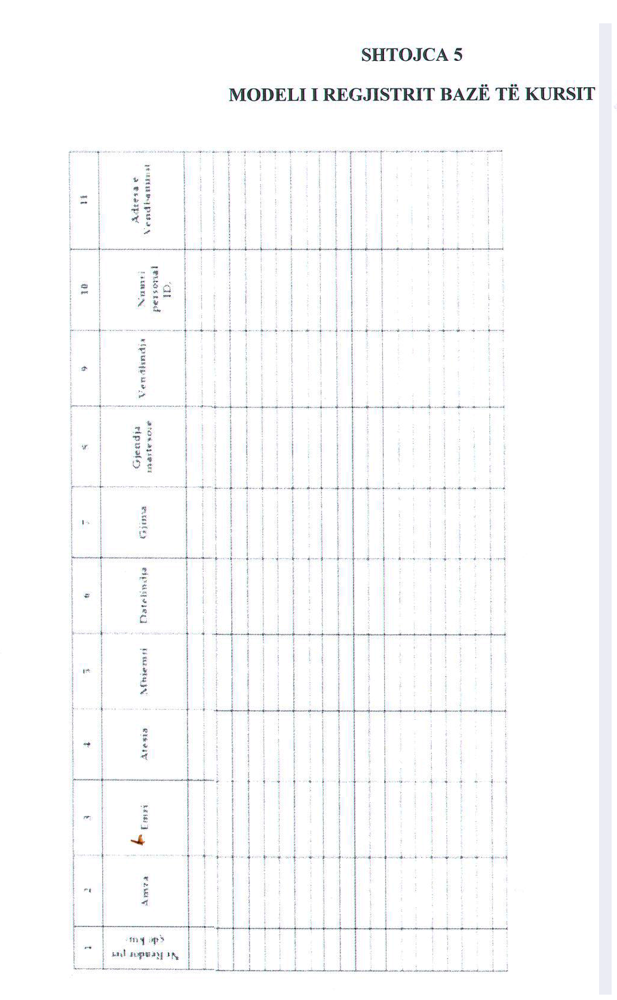 SHTOJCA 5
MODELI I REGJISTRIT BAZË TË KURSIT
11
Adresa e
Vendbanimit
10
Numri
personal
ID.
9
Vendlindja
8
Gjendja
martesore
7
Gjinia
6
Datelindja
5
Mbiemri
4
Atesia
3
Emri
2
Amza
1
Nr Rendor per
çdo kurs